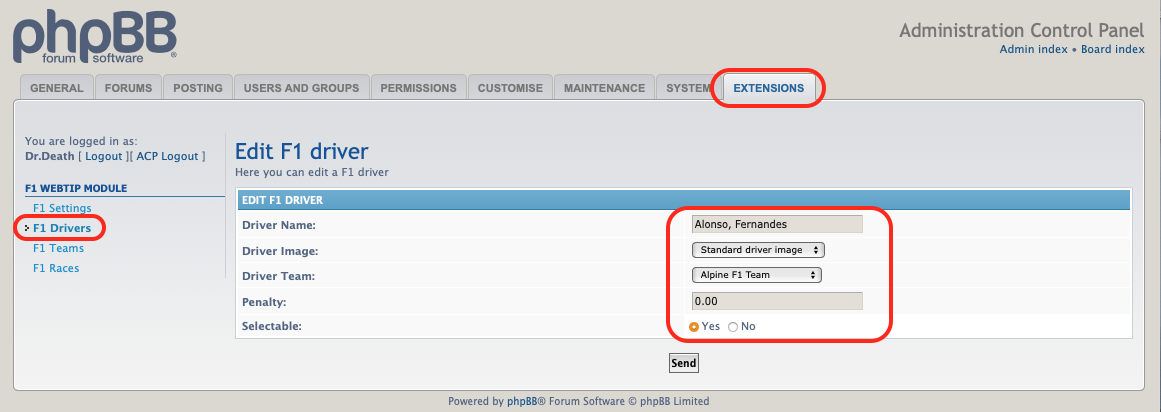 phpBB®
forum software
Administration Control Panel
Admin index • Board index
GENERAL FORUMS POSTING USERS AND GROUPS PERMISSIONS CUSTOMISE MAINTENANCE SYSTEM EXTENSIONS
You are logged in as:
Dr.Death [ Logout ][ ACP Logout ]
F1 WEBTIP MODULE
F1 Settings
F1 Drivers
F1 Teams
F1 Races
Edit F1 driver
Here you can edit a F1 driver
EDIT F1 DRIVER
Driver Name: Alonso, Fernandes
Driver Image: Standard driver image
Driver Team: Alpine F1 Team
Penalty: 0.00
Selectable: Yes No
Send
Powered by phpBB® Forum Software © phpBB Limited